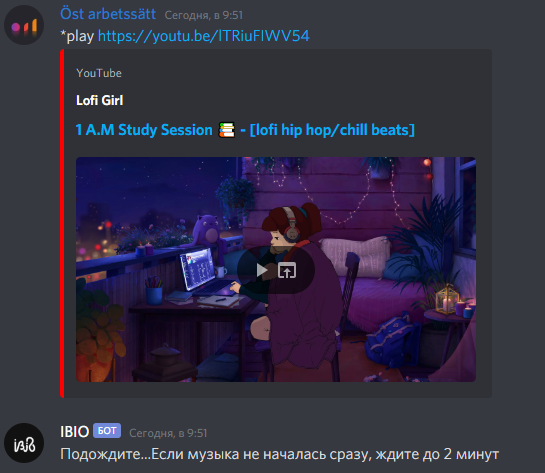 Öst arbetssätt Сегодня, в 9:51
*play https://youtu.be/lTRiuFIWV54
YouTube
Lofi Girl
1 A.M Study Session 📚 - [lofi hip hop/chill beats]
IBIO БОТ Сегодня, в 9:51
Подождите...Если музыка не началась сразу, ждите до 2 минут